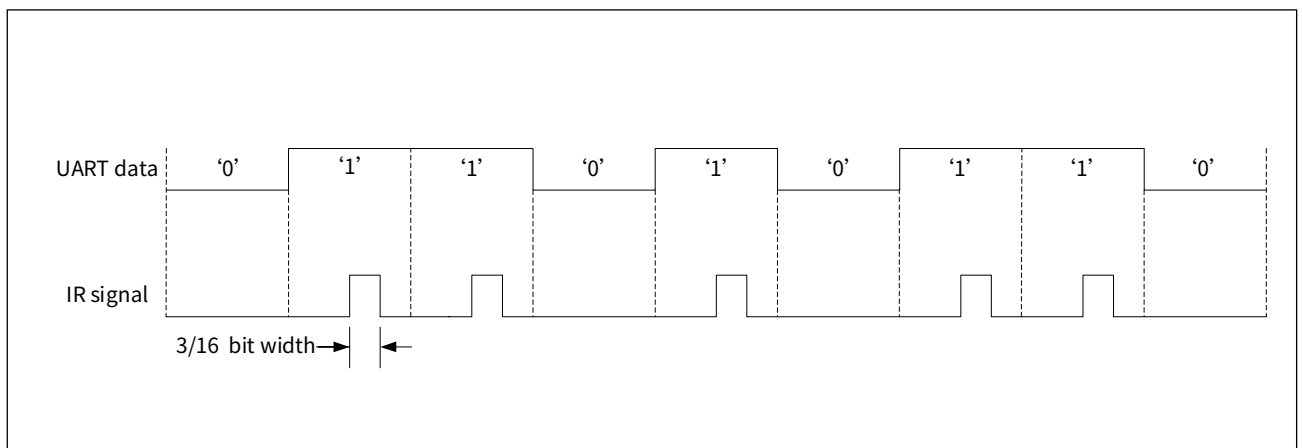 UART data ‘0’ ‘1’ ‘1’ ‘0’ ‘1’ ‘0’ ‘1’ ‘1’ ‘0’
IR signal
3/16 bit width